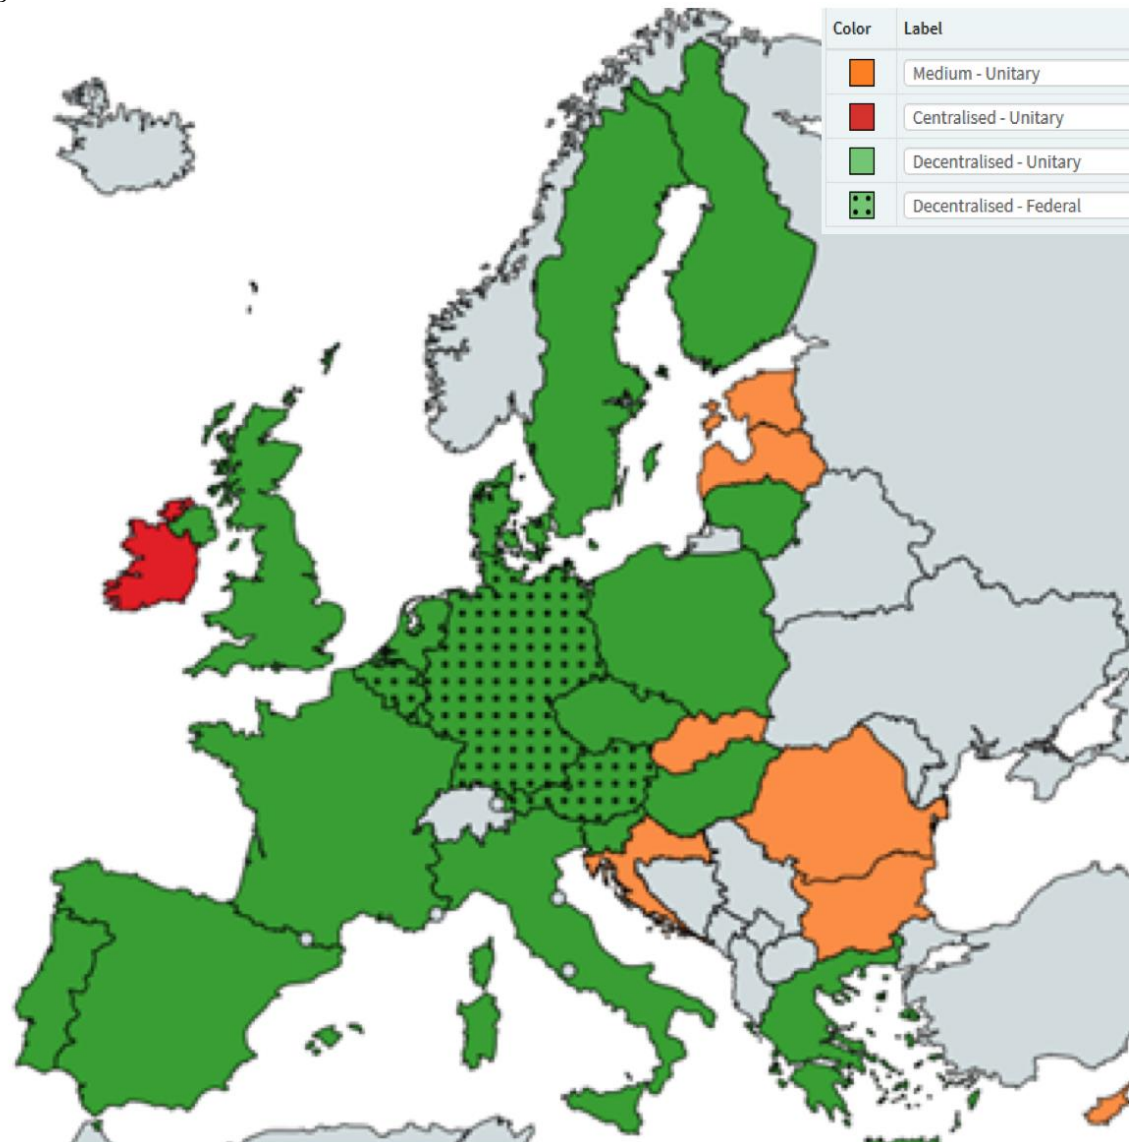 Color Label
Medium - Unitary
Centralised - Unitary
Decentralised - Unitary
Decentralised - Federal